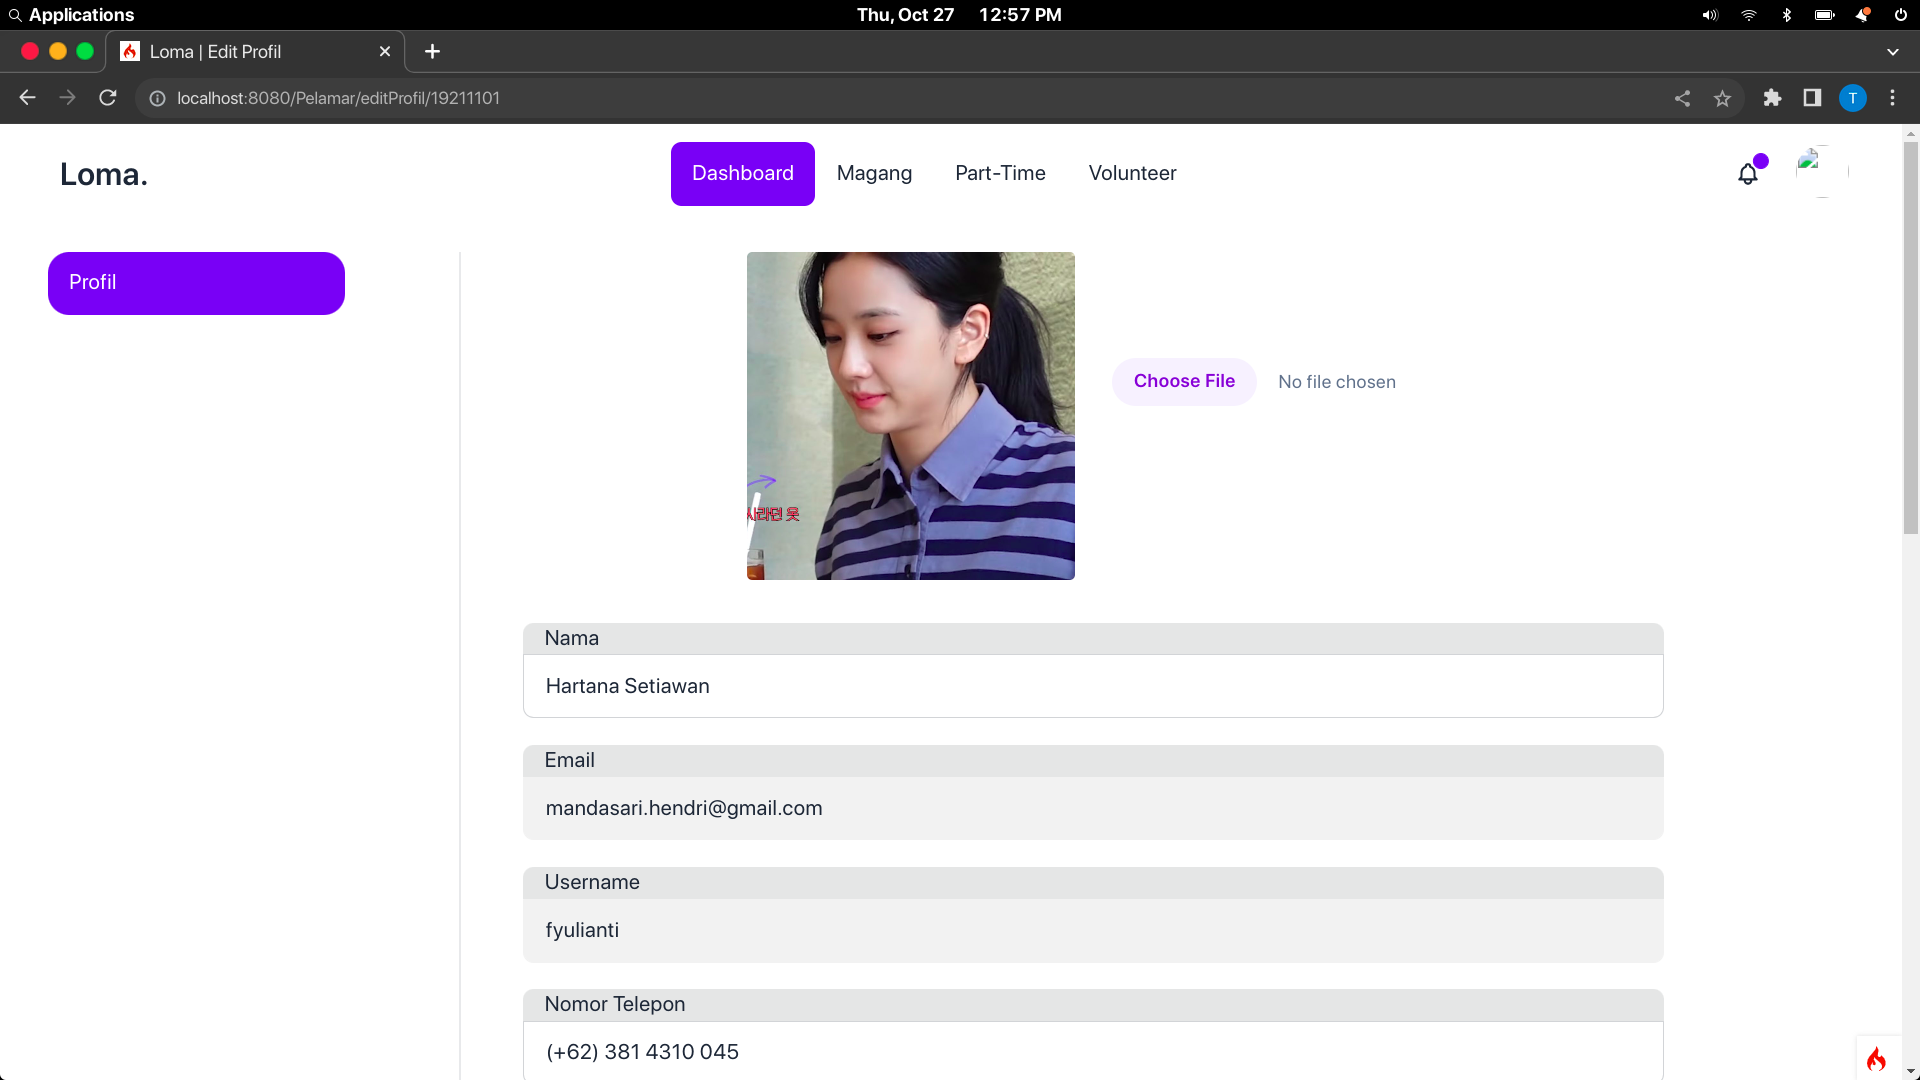 Applications
Thu, Oct 27 12:57 PM
Loma | Edit Profil
localhost:8080/Pelamar/editProfil/19211101
T
Loma.
Dashboard
Magang
Part-Time
Volunteer
Profil
시라던 옷
Choose File
No file chosen
Nama
Hartana Setiawan
Email
mandasari.hendri@gmail.com
Username
fyulianti
Nomor Telepon
(+62) 381 4310 045